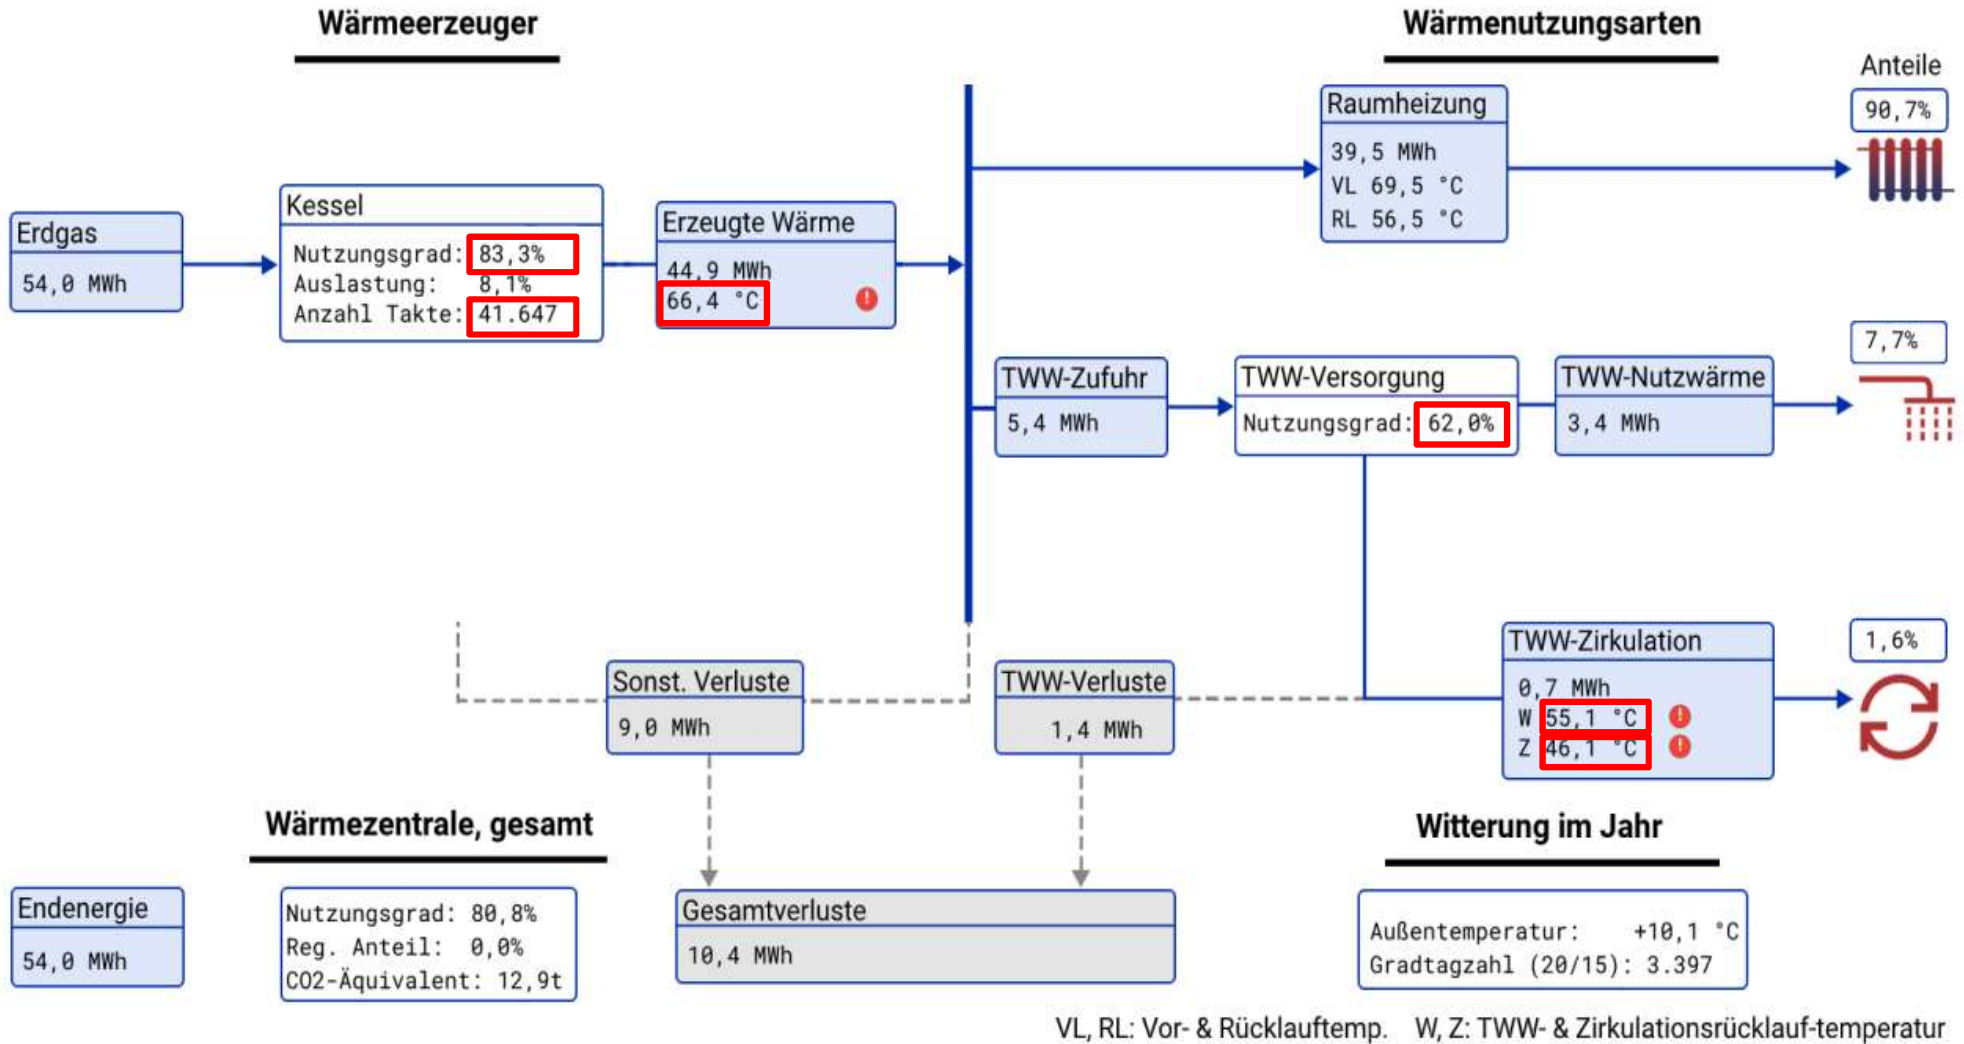 Wärmeerzeuger
Wärmenutzungsarten
Anteile
90,7%
Raumheizung
39,5 MWh
VL 69,5 °C
RL 56,5 °C
Erdgas
54,0 MWh
Kessel
Nutzungsgrad: 83,3%
Auslastung: 8,1%
Anzahl Takte: 41.647
Erzeugte Wärme
44,9 MWh
66,4 °C
!
7,7%
TWW-Zufuhr
5,4 MWh
TWW-Versorgung
Nutzungsgrad: 62,0%
TWW-Nutzwärme
3,4 MWh
1,6%
TWW-Zirkulation
0,7 MWh
W 55,1 °C !
Z 46,1 °C !
Sonst. Verluste
9,0 MWh
TWW-Verluste
1,4 MWh
Wärmezentrale, gesamt
Witterung im Jahr
Endenergie
54,0 MWh
Nutzungsgrad: 80,8%
Reg. Anteil: 0,0%
CO2-Äquivalent: 12,9t
Gesamtverluste
10,4 MWh
Außentemperatur: +10,1 °C
Gradtagzahl (20/15): 3.397
VL, RL: Vor- & Rücklauftemp. W, Z: TWW- & Zirkulationsrücklauf-temperatur